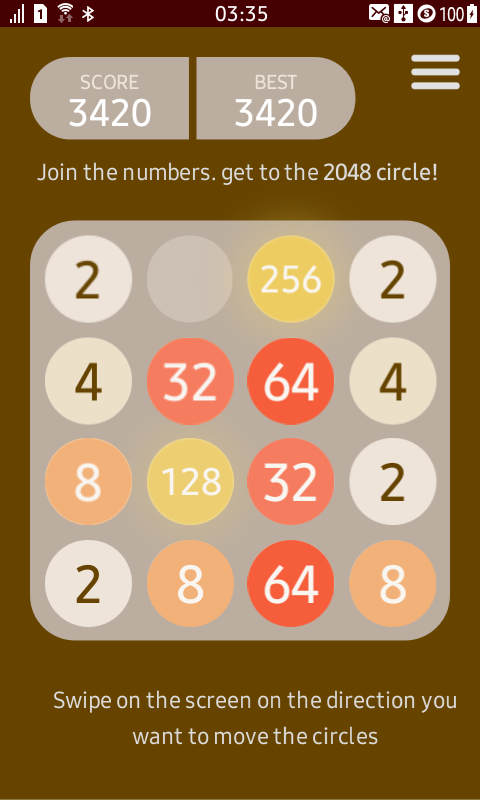 1 03:35 100
SCORE BEST
3420 3420
Join the numbers. get to the 2048 circle!
2 256 2
4 32 64 4
8 128 32 2
2 8 64 8
Swipe on the screen on the direction you
want to move the circles